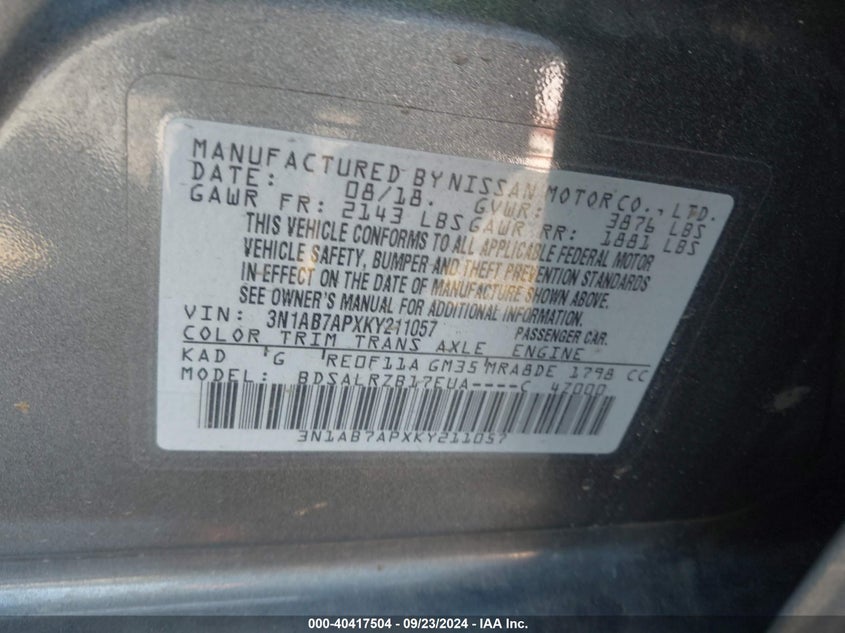 MANUFACTURED BY NISSAN MOTOR CO., LTD.
DATE: 08/18. GVWR: 3876 LBS
GAWR FR: 2143 LBS GAWR RR: 1881 LBS
THIS VEHICLE CONFORMS TO ALL APPLICABLE FEDERAL MOTOR
VEHICLE SAFETY, BUMPER AND THEFT PREVENTION STANDARDS
IN EFFECT ON THE DATE OF MANUFACTURE SHOWN ABOVE.
SEE OWNER'S MANUAL FOR ADDITIONAL INFORMATION.
VIN: 3N1AB7APXKY211057 PASSENGER CAR.
COLOR TRIM TRANS AXLE ENGINE
KAD G RE0F11A GM35 MRA8DE 1798 CC
MODEL: BDSALRZB17EUA----C 4Z000
3N1AB7APXKY211057
000-40417504 - 09/23/2024 - IAA Inc.